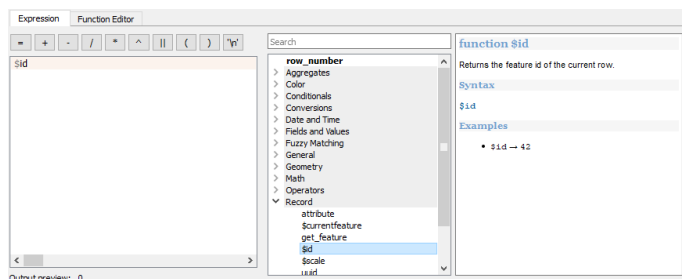 Expression Function Editor
= + - / * ^ || ( ) '\n'
$id
Search
row_number
Aggregates
Color
Conditionals
Conversions
Date and Time
Fields and Values
Fuzzy Matching
General
Geometry
Math
Operators
Record
attribute
$currentfeature
get_feature
$id
$scale
uuid
function $id
Returns the feature id of the current row.
Syntax
$id
Examples
• $id → 42
Output preview: 0